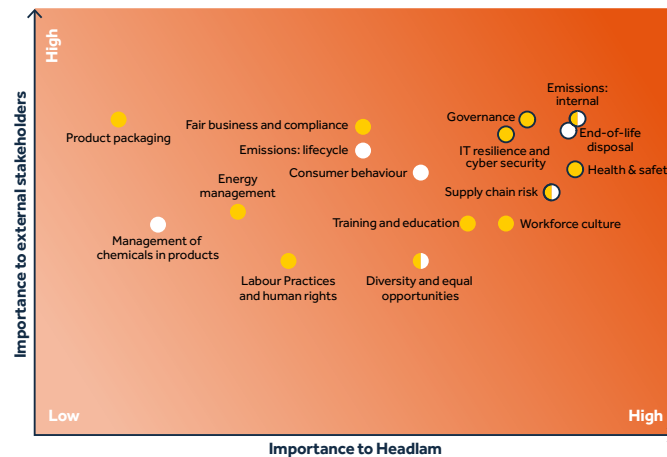 High
Importance to external stakeholders
Emissions:
internal
Governance
Product packaging
Fair business and compliance
End-of-life
disposal
IT resilience and
cyber security
Emissions: lifecycle
Consumer behaviour
Health & safet
Energy
management
Supply chain risk
Training and education
Workforce culture
Management of
chemicals in products
Labour Practices
and human rights
Diversity and equal
opportunities
Low
High
Importance to Headlam